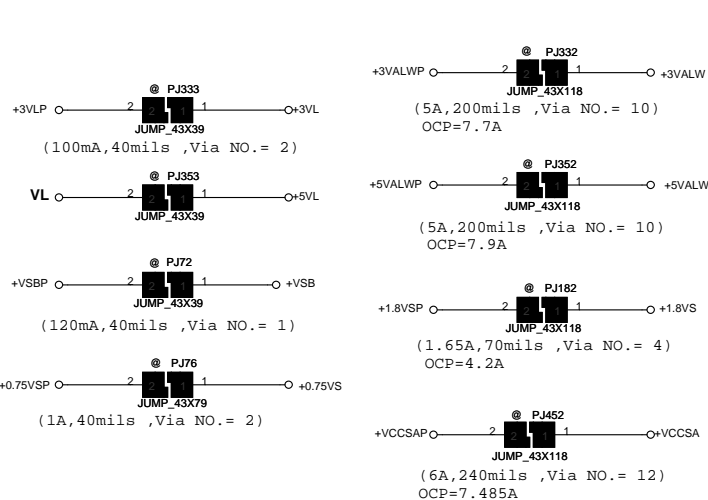 @ PJ333
+3VLP 2 2 1 1 +3VL
JUMP_43X39
(100mA,40mils ,Via NO.= 2)
@ PJ353
VL 2 2 1 1 +5VL
JUMP_43X39
@ PJ72
+VSBP 2 2 1 1 +VSB
JUMP_43X39
(120mA,40mils ,Via NO.= 1)
@ PJ76
+0.75VSP 2 2 1 1 +0.75VS
JUMP_43X79
(1A,40mils ,Via NO.= 2)
@ PJ332
+3VALWP 2 2 1 1 +3VALW
JUMP_43X118
(5A,200mils ,Via NO.= 10)
OCP=7.7A
@ PJ352
+5VALWP 2 2 1 1 +5VALW
JUMP_43X118
(5A,200mils ,Via NO.= 10)
OCP=7.9A
@ PJ182
+1.8VSP 2 2 1 1 +1.8VS
JUMP_43X118
(1.65A,70mils ,Via NO.= 4)
OCP=4.2A
@ PJ452
+VCCSAP 2 2 1 1 +VCCSA
JUMP_43X118
(6A,240mils ,Via NO.= 12)
OCP=7.485A